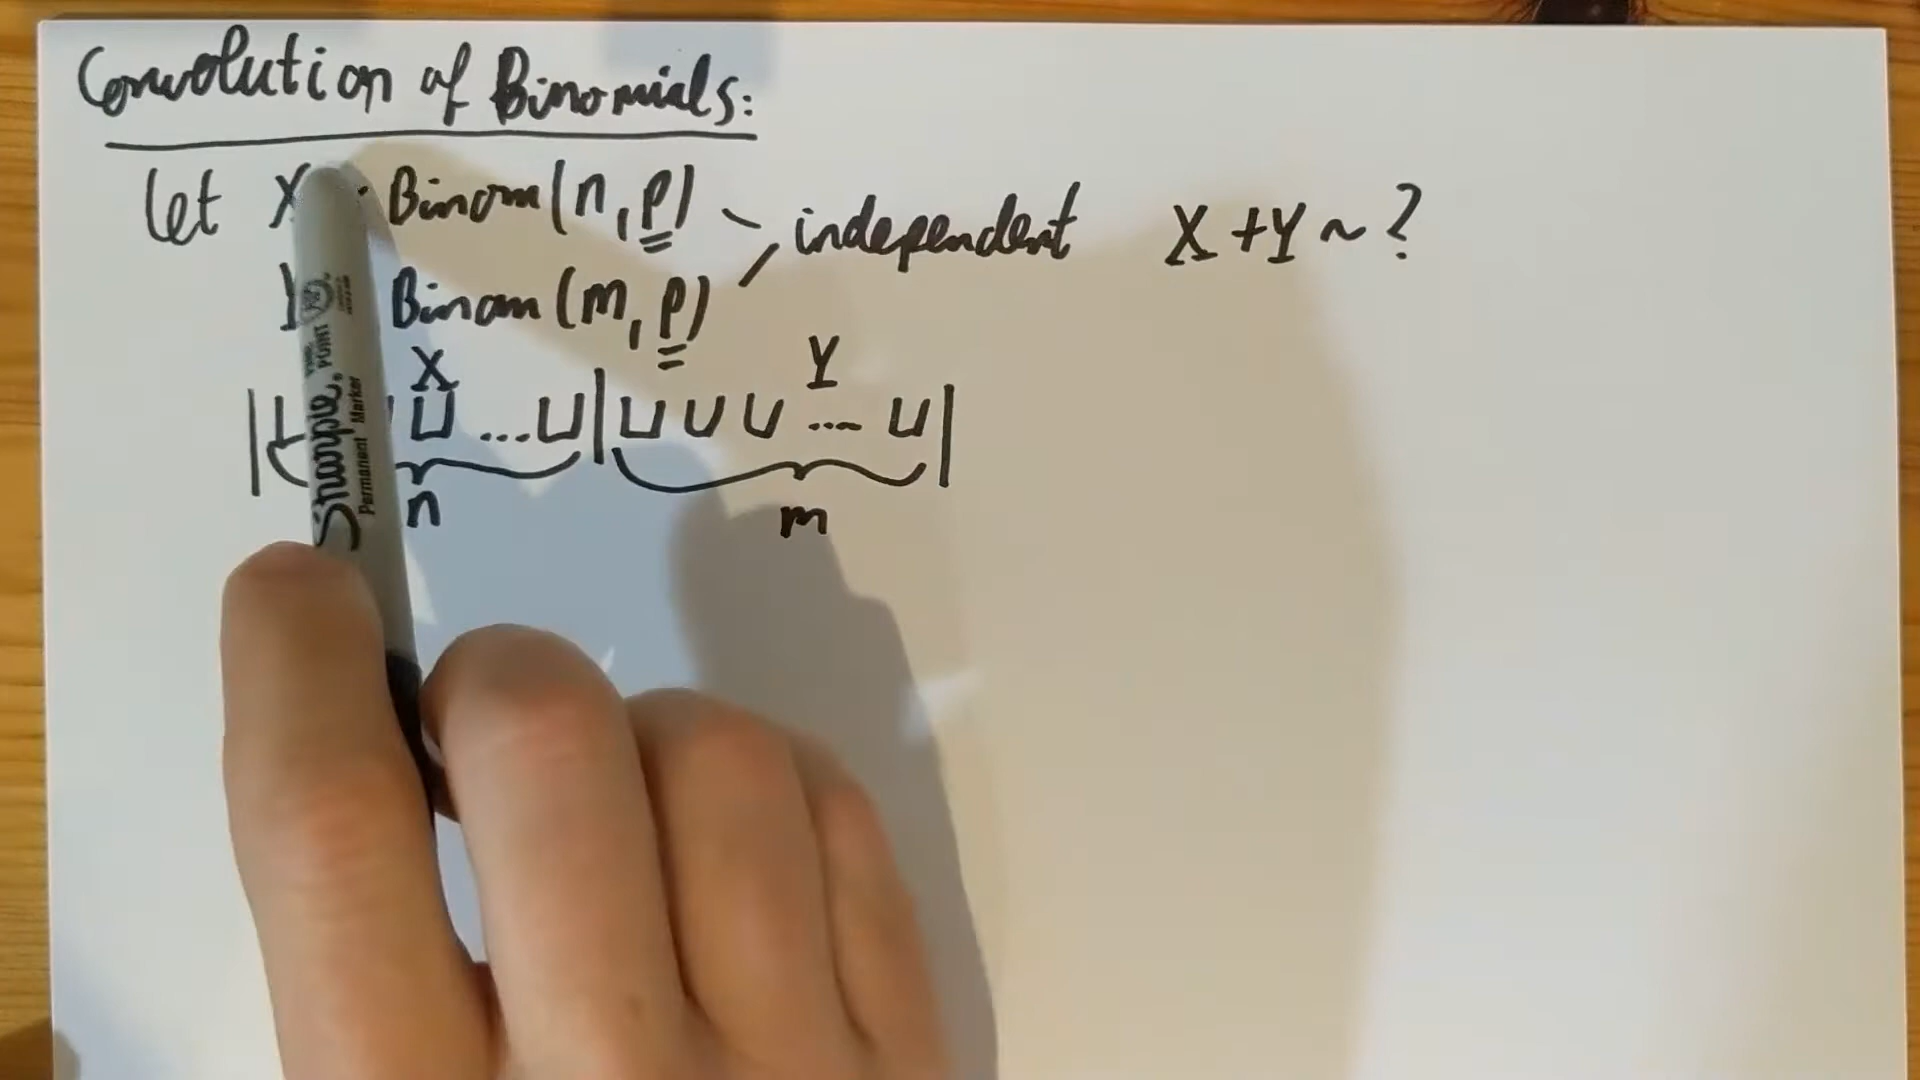 Convolution of Binomials:
Let X Binom(n, p) independent X + Y ~ ?
Y Binom(m, p)
X Y
... ...
n m
Sharpie.
FINE POINT
Permanent Marker